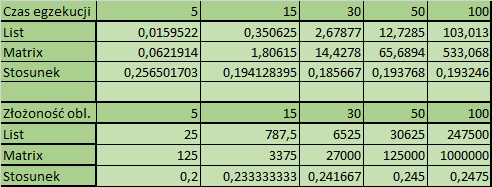 Czas egzekucji 5 15 30 50 100
List 0,0159522 0,350625 2,67877 12,7285 103,013
Matrix 0,0621914 1,80615 14,4278 65,6894 533,068
Stosunek 0,256501703 0,194128395 0,185667 0,193768 0,193246
Złożoność obl. 5 15 30 50 100
List 25 787,5 6525 30625 247500
Matrix 125 3375 27000 125000 1000000
Stosunek 0,2 0,233333333 0,241667 0,245 0,2475